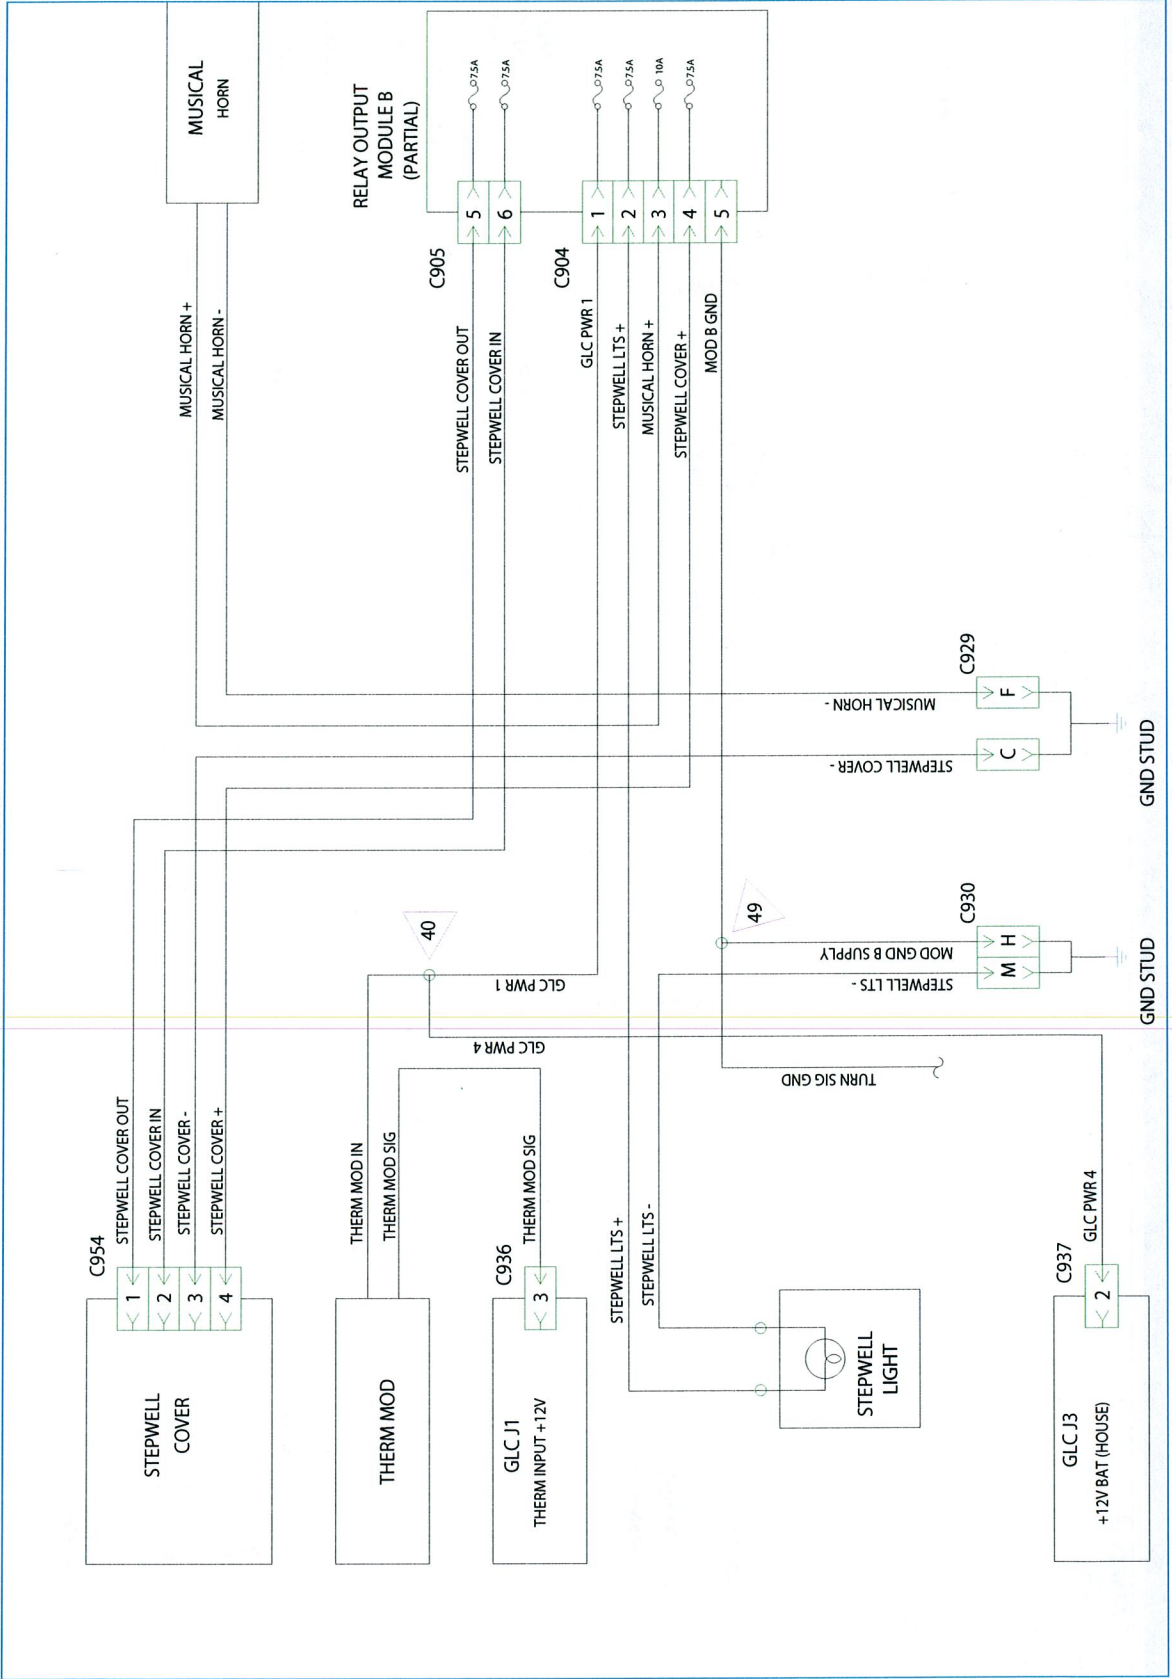 MUSICAL
HORN
MUSICAL HORN +
MUSICAL HORN -
RELAY OUTPUT
MODULE B
(PARTIAL)
7.5A
7.5A
7.5A
7.5A
10A
7.5A
C905
5
6
C904
1
2
3
4
5
STEPWELL COVER OUT
STEPWELL COVER IN
GLC PWR 1
STEPWELL LTS +
MUSICAL HORN +
STEPWELL COVER +
MOD B GND
C929
F
C
MUSICAL HORN -
STEPWELL COVER -
GND STUD
C930
H
M
MOD GND B SUPPLY
STEPWELL LTS -
GND STUD
40
49
GLC PWR 1
GLC PWR 4
TURN SIG GND
C954
1
2
3
4
STEPWELL COVER OUT
STEPWELL COVER IN
STEPWELL COVER -
STEPWELL COVER +
STEPWELL
COVER
THERM MOD IN
THERM MOD SIG
THERM MOD
C936
3
THERM MOD SIG
GLC J1
THERM INPUT +12V
STEPWELL LTS +
STEPWELL LTS -
STEPWELL
LIGHT
C937
2
GLC PWR 4
GLC J3
+12V BAT (HOUSE)